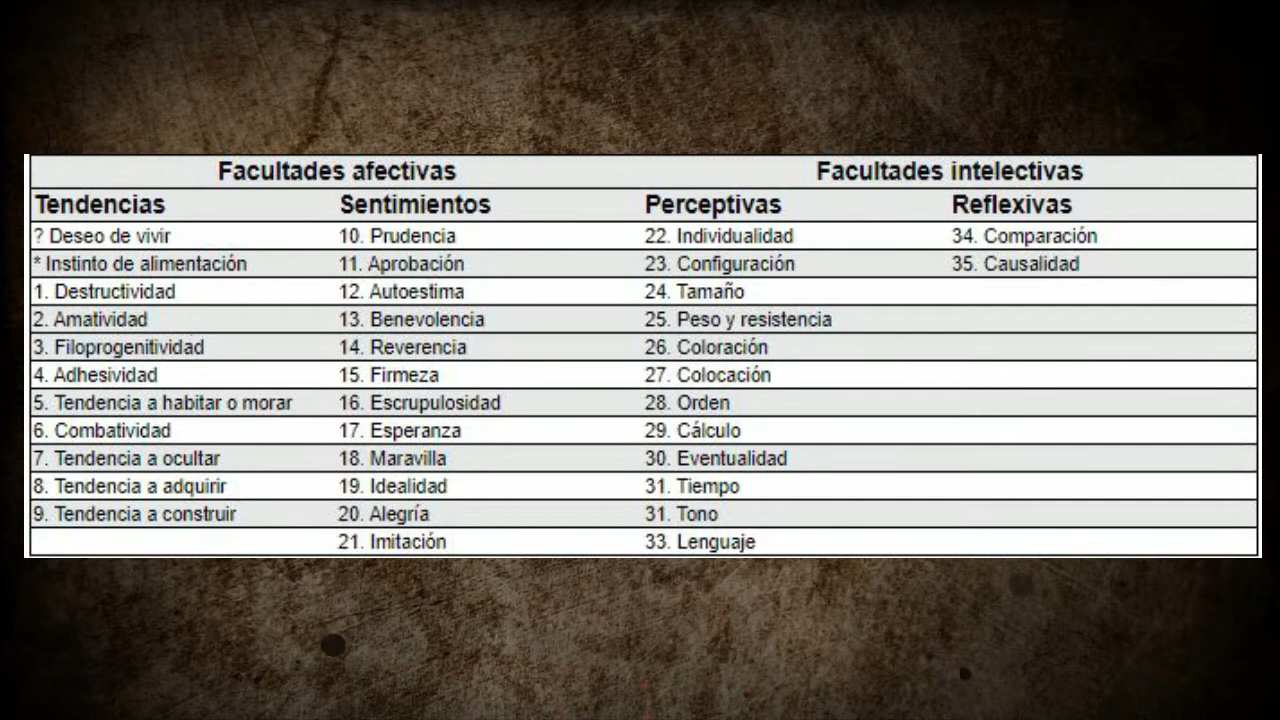 Facultades afectivas Facultades intelectivas
Tendencias Sentimientos Perceptivas Reflexivas
? Deseo de vivir 10. Prudencia 22. Individualidad 34. Comparación
* Instinto de alimentación 11. Aprobación 23. Configuración 35. Causalidad
1. Destructividad 12. Autoestima 24. Tamaño
2. Amatividad 13. Benevolencia 25. Peso y resistencia
3. Filoprogenitividad 14. Reverencia 26. Coloración
4. Adhesividad 15. Firmeza 27. Colocación
5. Tendencia a habitar o morar 16. Escrupulosidad 28. Orden
6. Combatividad 17. Esperanza 29. Cálculo
7. Tendencia a ocultar 18. Maravilla 30. Eventualidad
8. Tendencia a adquirir 19. Idealidad 31. Tiempo
9. Tendencia a construir 20. Alegría 31. Tono
21. Imitación 33. Lenguaje